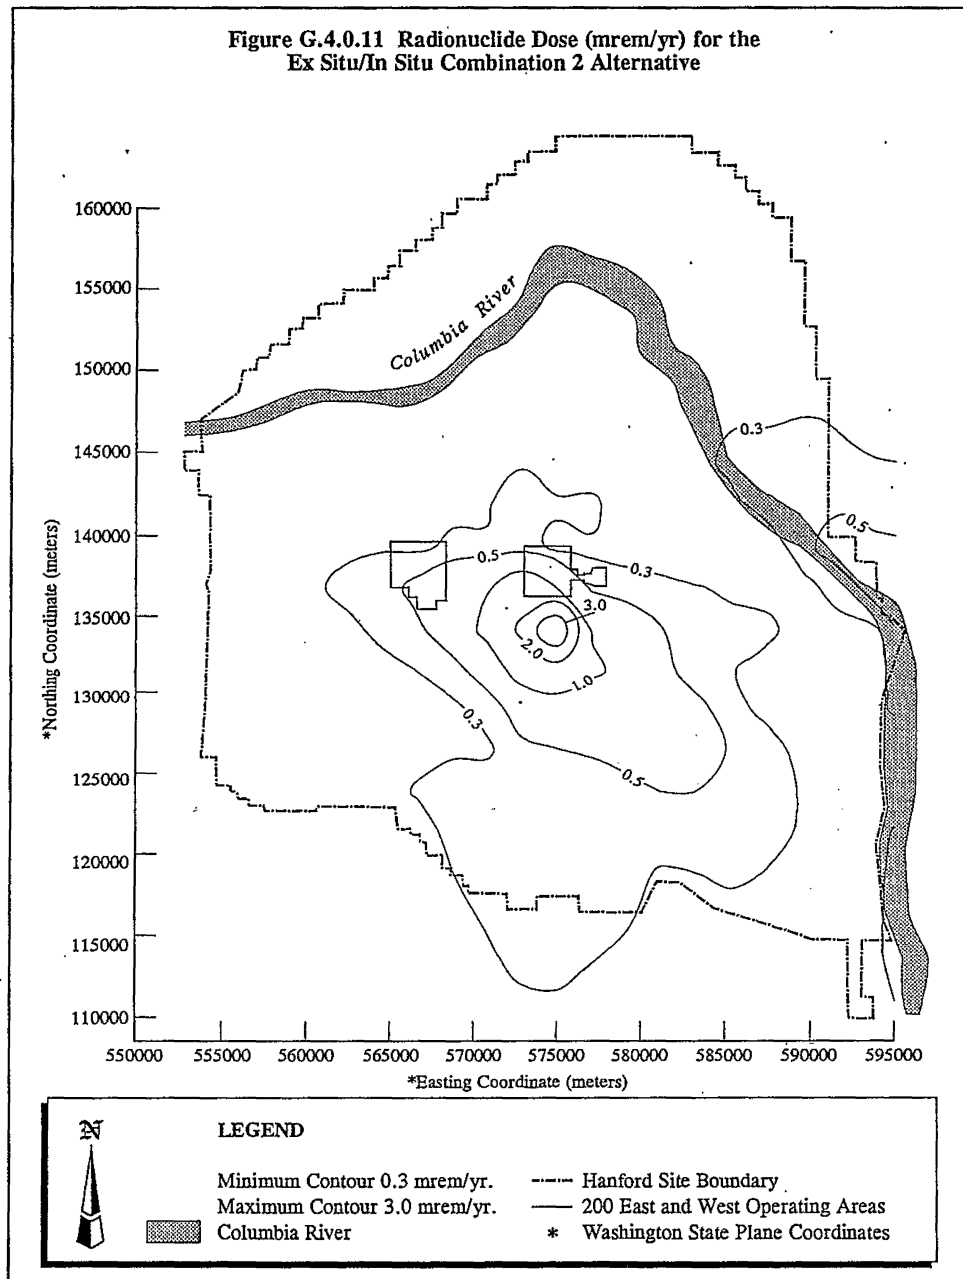 Figure G.4.0.11 Radionuclide Dose (mrem/yr) for the
Ex Situ/In Situ Combination 2 Alternative
160000
155000
150000
145000
140000
135000
130000
125000
120000
115000
110000
*Northing Coordinate (meters)
Columbia River
0.3
0.5
0.5
0.3
3.0
2.0
1.0
0.3
0.5
550000 555000 560000 565000 570000 575000 580000 585000 590000 595000
*Easting Coordinate (meters)
N
LEGEND
Minimum Contour 0.3 mrem/yr.
Maximum Contour 3.0 mrem/yr.
Columbia River
Hanford Site Boundary
200 East and West Operating Areas
* Washington State Plane Coordinates